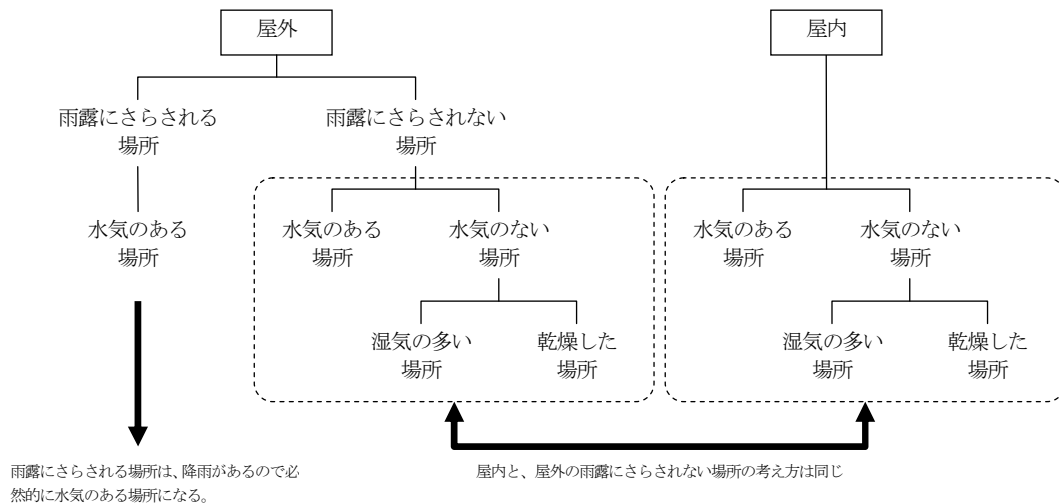 屋外
屋内
雨露にさらされる
場所
雨露にさらされない
場所
水気のある
場所
水気のある
場所
水気のない
場所
水気のある
場所
水気のない
場所
湿気の多い
場所
乾燥した
場所
湿気の多い
場所
乾燥した
場所
雨露にさらされる場所は、降雨があるので必
然的に水気のある場所になる。
屋内と、屋外の雨露にさらされない場所の考え方は同じ